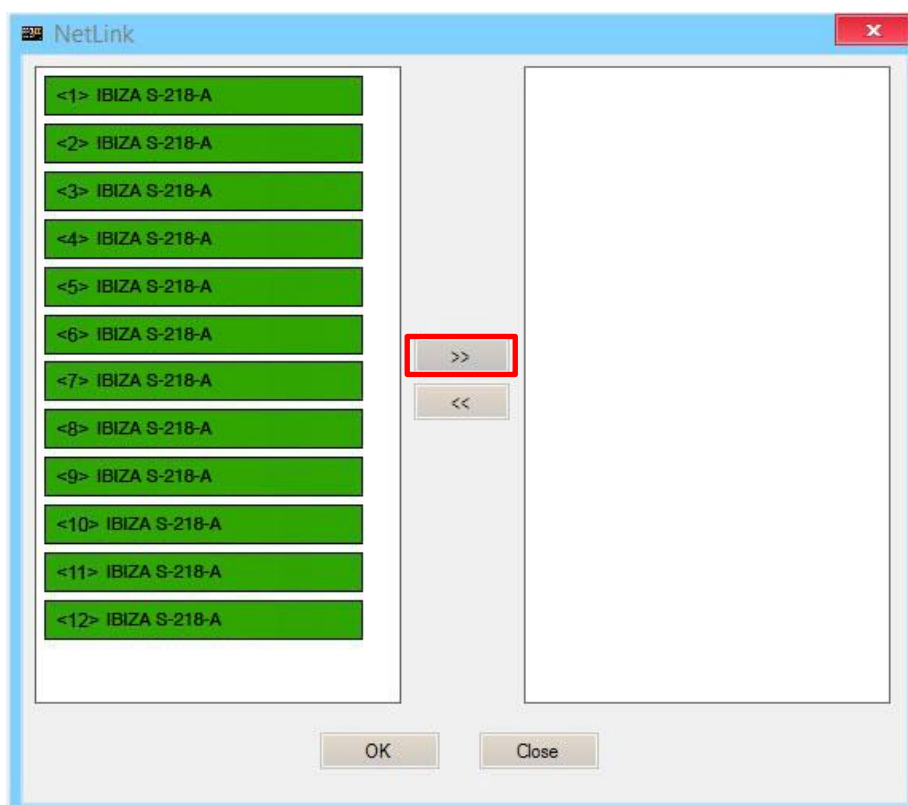 NetLink
<1> IBIZA S-218-A
<2> IBIZA S-218-A
<3> IBIZA S-218-A
<4> IBIZA S-218-A
<5> IBIZA S-218-A
<6> IBIZA S-218-A
<7> IBIZA S-218-A
<8> IBIZA S-218-A
<9> IBIZA S-218-A
<10> IBIZA S-218-A
<11> IBIZA S-218-A
<12> IBIZA S-218-A
>>
<<
OK
Close